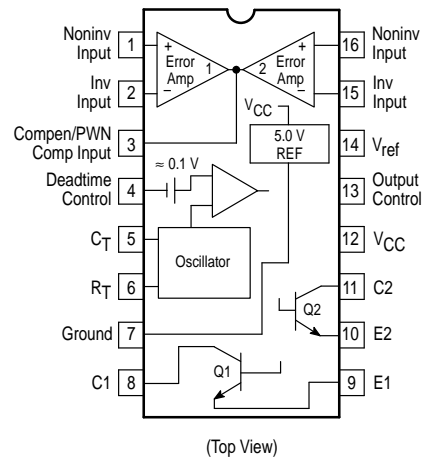 Noninv Input 1
+
Error Amp 1
2 Error Amp
+
16 Noninv Input
Inv Input 2
–
–
15 Inv Input
Compen/PWN Comp Input 3
VCC
5.0 V REF
14 Vref
≈ 0.1 V
Deadtime Control 4
13 Output Control
CT 5
Oscillator
12 VCC
RT 6
11 C2
Q2
Ground 7
10 E2
C1 8
Q1
9 E1
(Top View)